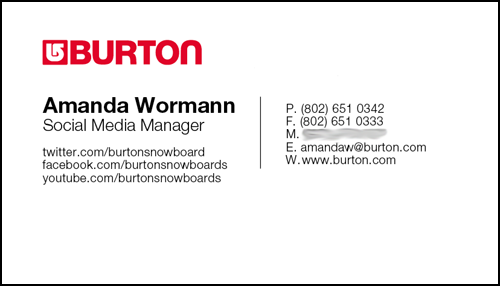 BURTON
Amanda Wormann
Social Media Manager
twitter.com/burtonsnowboard
facebook.com/burtonsnowboards
youtube.com/burtonsnowboards
P. (802) 651 0342
F. (802) 651 0333
M.
E. amandaw@burton.com
W. www.burton.com